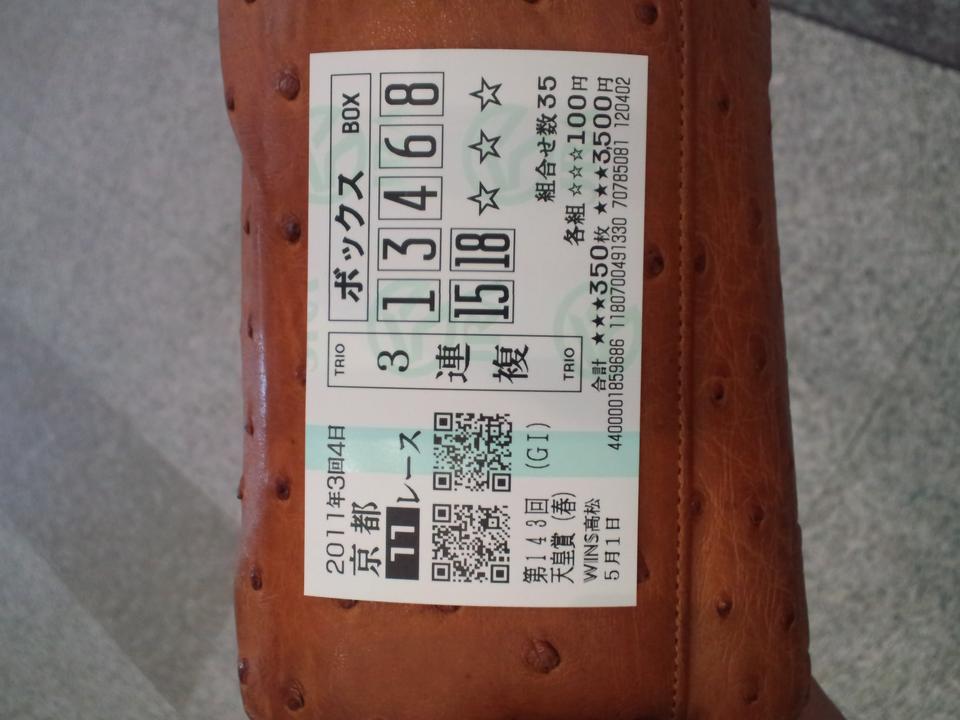 2011年3回4日
京都
11レース
第143回
天皇賞(春) (GI)
WINS高松
5月1日
TRIO
3連複
TRIO
ボックス BOX
1 3 4 6 8
15 18 ☆ ☆ ☆
組合せ数35
各組 ☆☆☆100円
合計 ★★★350枚 ★★★3,500円
4400001859686 1180700491330 70785081 120402